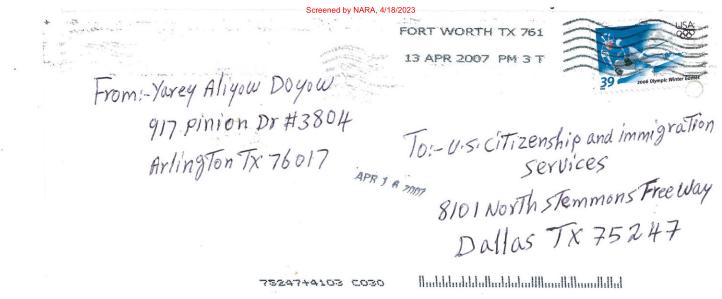 Screened by NARA, 4/18/2023
FORT WORTH TX 761
13 APR 2007 PM 3 T
USA
39
2006 Olympic Winter Games
From:- Yarey Aliyow Doyow
917 pinion Dr #3804
Arlington Tx 76017
APR 1 6 2007
To:- U.S. CiTizenship and immigration
services
8101 North sTemmons FreeWay
Dallas TX 75247
75247+4103 C030